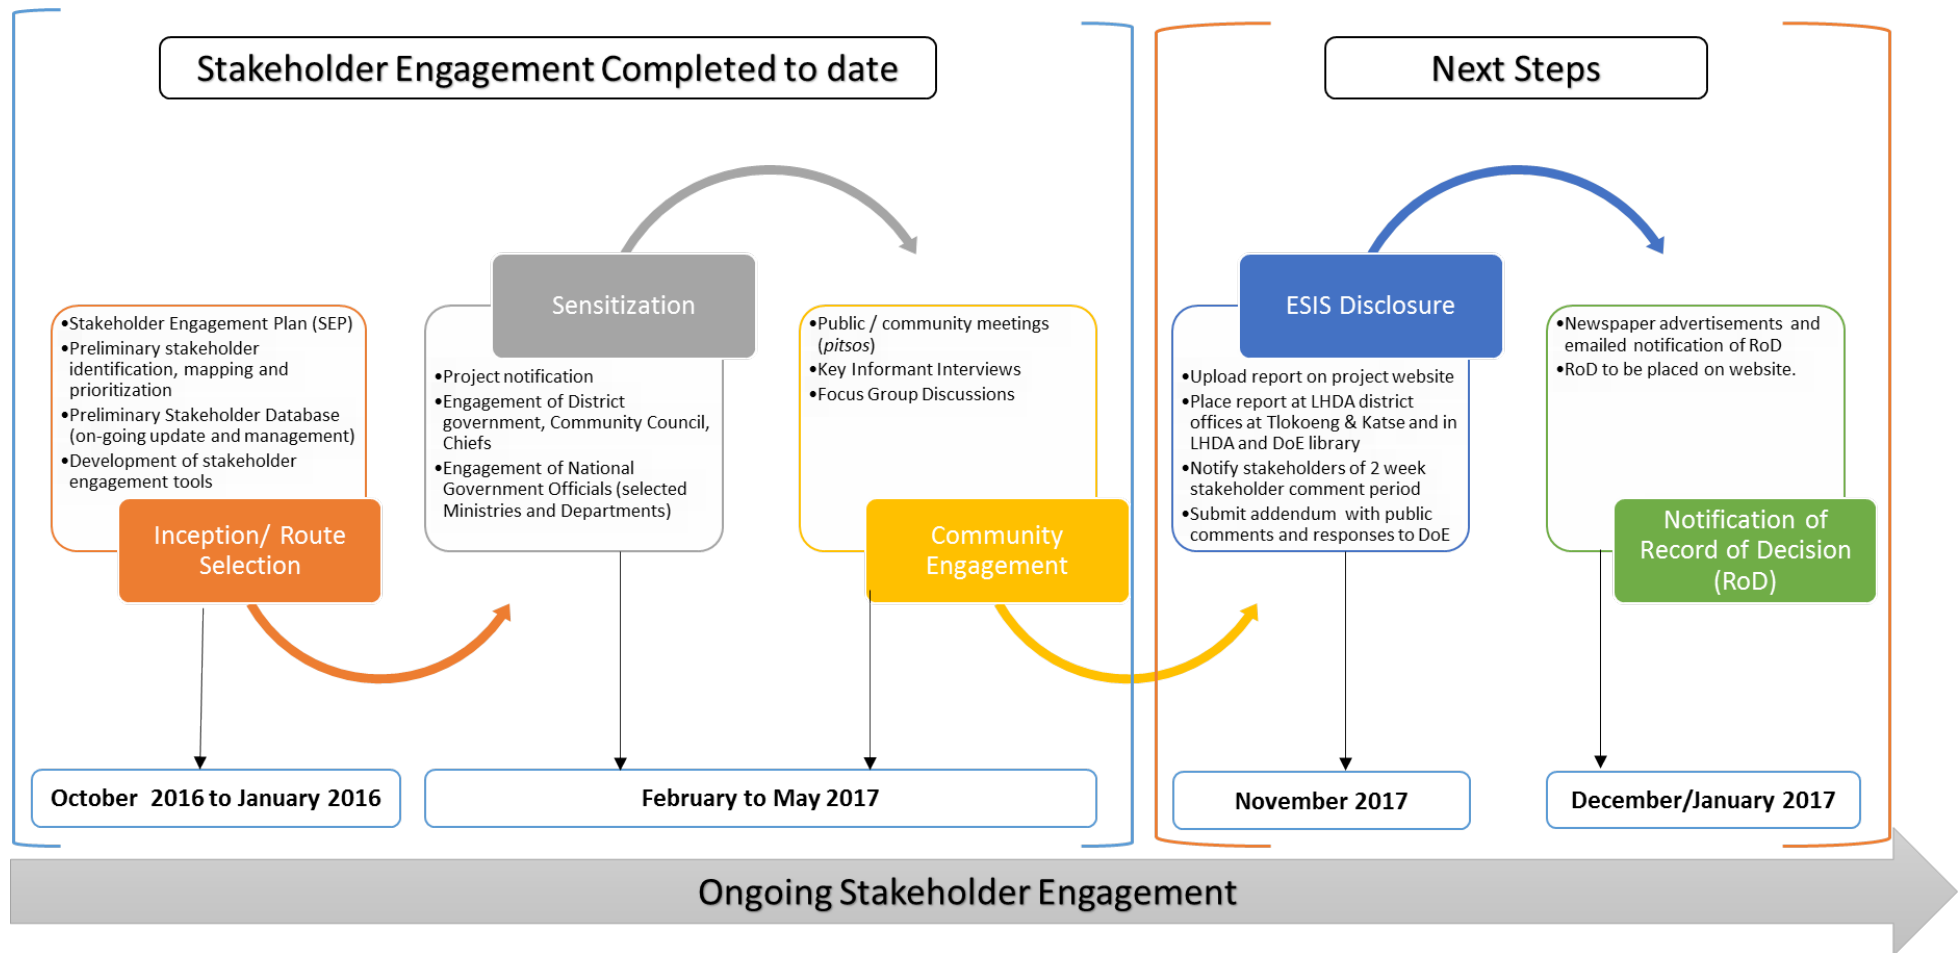 Stakeholder Engagement Completed to date
Next Steps
•Stakeholder Engagement Plan (SEP)
•Preliminary stakeholder
identification, mapping and
prioritization
•Preliminary Stakeholder Database
(on-going update and management)
•Development of stakeholder
engagement tools
Inception/ Route
Selection
Sensitization
•Project notification
•Engagement of District
government, Community Council,
Chiefs
•Engagement of National
Government Officials (selected
Ministries and Departments)
•Public / community meetings
(pitsos)
•Key Informant Interviews
•Focus Group Discussions
Community
Engagement
ESIS Disclosure
•Upload report on project website
•Place report at LHDA district
offices at Tlokoeng & Katse and in
LHDA and DoE library
•Notify stakeholders of 2 week
stakeholder comment period
•Submit addendum with public
comments and responses to DoE
•Newspaper advertisements and
emailed notification of RoD
•RoD to be placed on website.
Notification of
Record of Decision
(RoD)
October 2016 to January 2016
February to May 2017
November 2017
December/January 2017
Ongoing Stakeholder Engagement